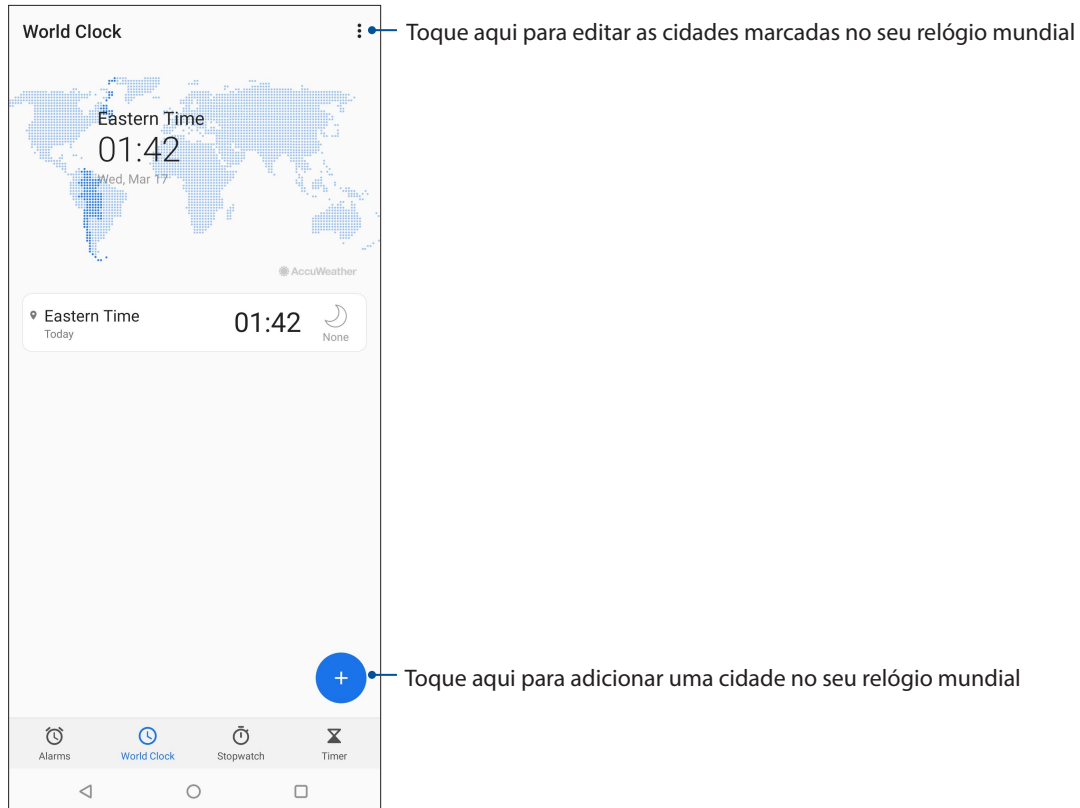 World Clock
Toque aqui para editar as cidades marcadas no seu relógio mundial
Eastern Time
01:42
Wed, Mar 17
AccuWeather
Eastern Time
Today
01:42
None
+
Toque aqui para adicionar uma cidade no seu relógio mundial
Alarms World Clock Stopwatch Timer